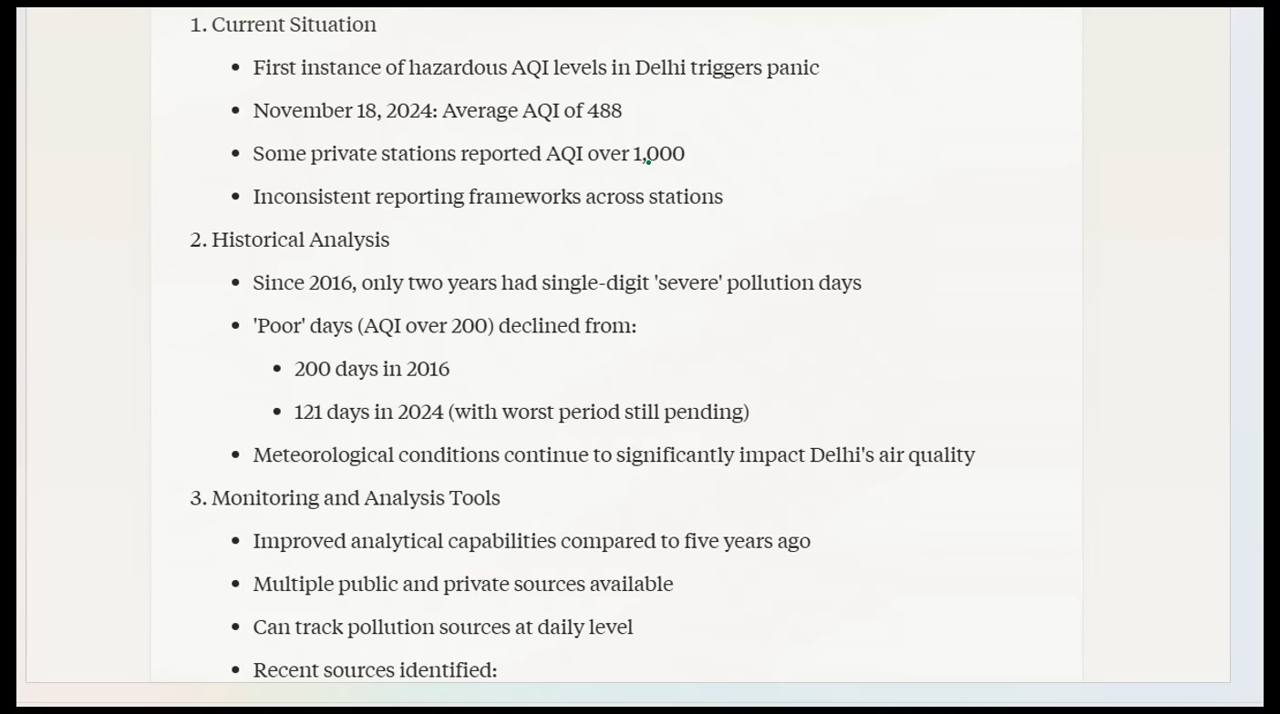 1. Current Situation
• First instance of hazardous AQI levels in Delhi triggers panic
• November 18, 2024: Average AQI of 488
• Some private stations reported AQI over 1,000
• Inconsistent reporting frameworks across stations
2. Historical Analysis
• Since 2016, only two years had single-digit 'severe' pollution days
• 'Poor' days (AQI over 200) declined from:
• 200 days in 2016
• 121 days in 2024 (with worst period still pending)
• Meteorological conditions continue to significantly impact Delhi's air quality
3. Monitoring and Analysis Tools
• Improved analytical capabilities compared to five years ago
• Multiple public and private sources available
• Can track pollution sources at daily level
• Recent sources identified: